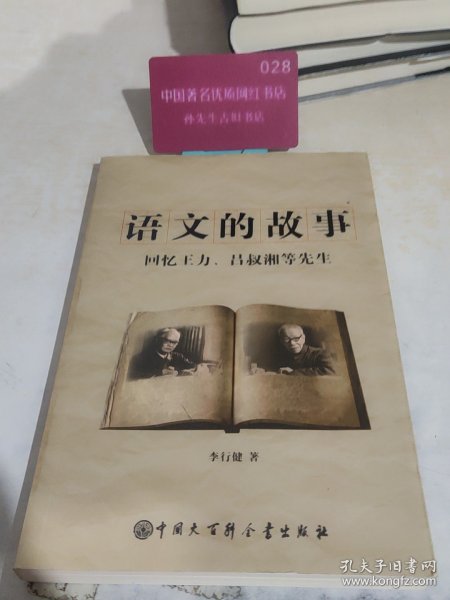 028
中国著名优质网红书店
孙先生古旧书店
语文的故事
回忆王力、吕叔湘等先生
李行健 著
中国大百科全书出版社
孔夫子旧书网
www.kongfz.com